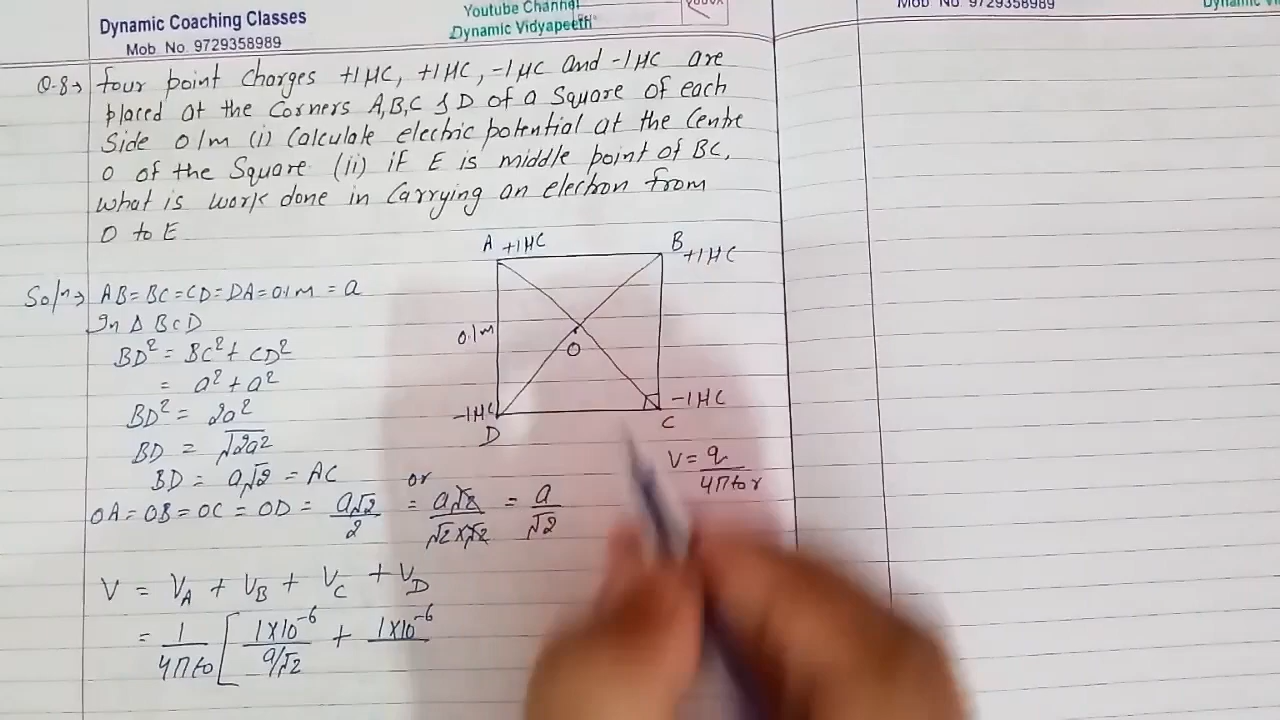 Dynamic Coaching Classes
Mob No. 9729358989
Youtube Channel
Dynamic Vidyapeeth
Mob No. 9729358989
Dynamic
Q.8→ four point charges +1μC, +1μC, -1μC and -1μC are
placed at the corners A,B,C & D of a square of each
side 0.1m (i) calculate electric potential at the centre
O of the square (ii) if E is middle point of BC,
what is work done in carrying an electron from
O to E
A +1μC
B +1μC
Soln→ AB=BC=CD=DA=0.1m = a
In Δ BCD
0.1m
O
BD² = BC² + CD²
= a² + a²
BD² = 2a²
-1μC
D
-1μC
C
BD = √2a²
BD = a√2 = AC
V = q/4π∈₀r
OA = OB = OC = OD = a√2/2 or = a√2/√2×√2 = a/√2
V = V_A + V_B + V_C + V_D
= 1/4π∈₀ [ 1×10⁻⁶/a/√2 + 1×10⁻⁶